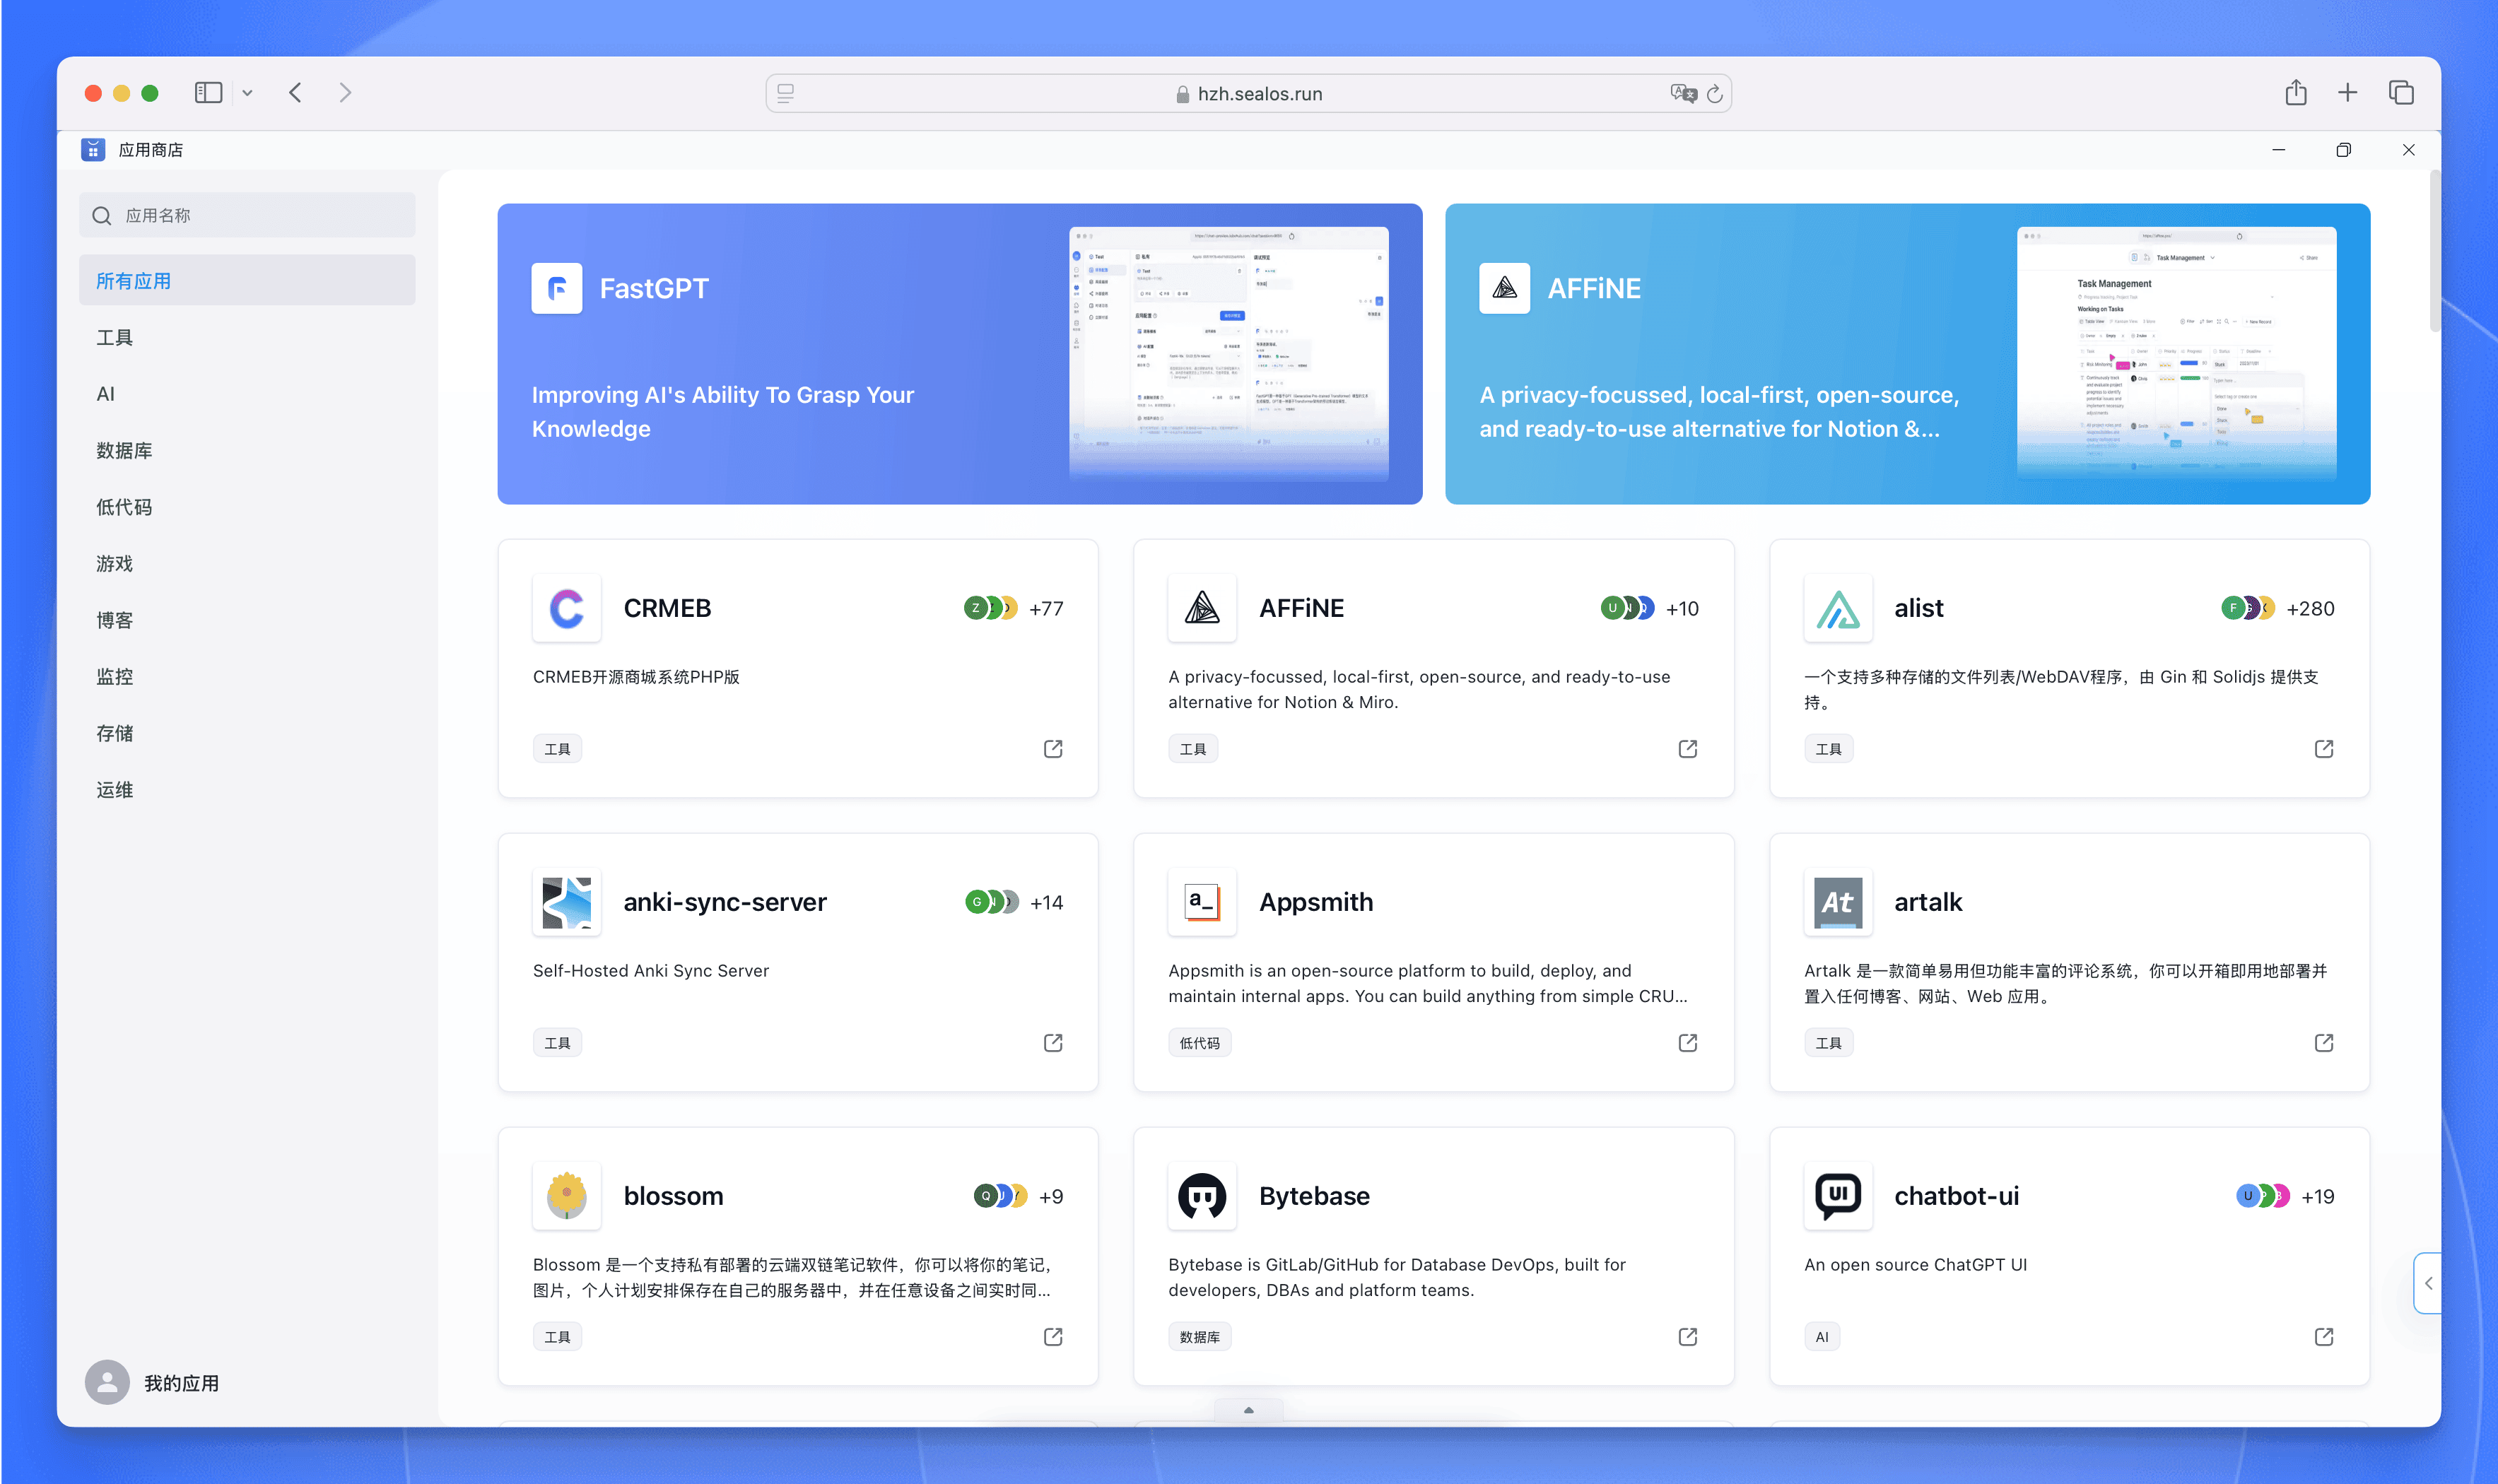 hzh.sealos.run
应用商店
应用名称
所有应用
工具
AI
数据库
低代码
游戏
博客
监控
存储
运维
我的应用
FastGPT
Improving AI's Ability To Grasp Your
Knowledge
AFFiNE
A privacy-focussed, local-first, open-source,
and ready-to-use alternative for Notion &...
Task Management
Task Management
Working on Tasks
CRMEB
Z
+77
CRMEB开源商城系统PHP版
工具
AFFiNE
U
+10
A privacy-focussed, local-first, open-source, and ready-to-use
alternative for Notion & Miro.
工具
alist
F
+280
一个支持多种存储的文件列表/WebDAV程序，由 Gin 和 Solidjs 提供支
持。
工具
anki-sync-server
G
+14
Self-Hosted Anki Sync Server
工具
Appsmith
Appsmith is an open-source platform to build, deploy, and
maintain internal apps. You can build anything from simple CRU...
低代码
artalk
Artalk 是一款简单易用但功能丰富的评论系统，你可以开箱即用地部署并
置入任何博客、网站、Web 应用。
工具
blossom
Q
+9
Blossom 是一个支持私有部署的云端双链笔记软件，你可以将你的笔记，
图片，个人计划安排保存在自己的服务器中，并在任意设备之间实时同...
工具
Bytebase
Bytebase is GitLab/GitHub for Database DevOps, built for
developers, DBAs and platform teams.
数据库
chatbot-ui
U
+19
An open source ChatGPT UI
AI